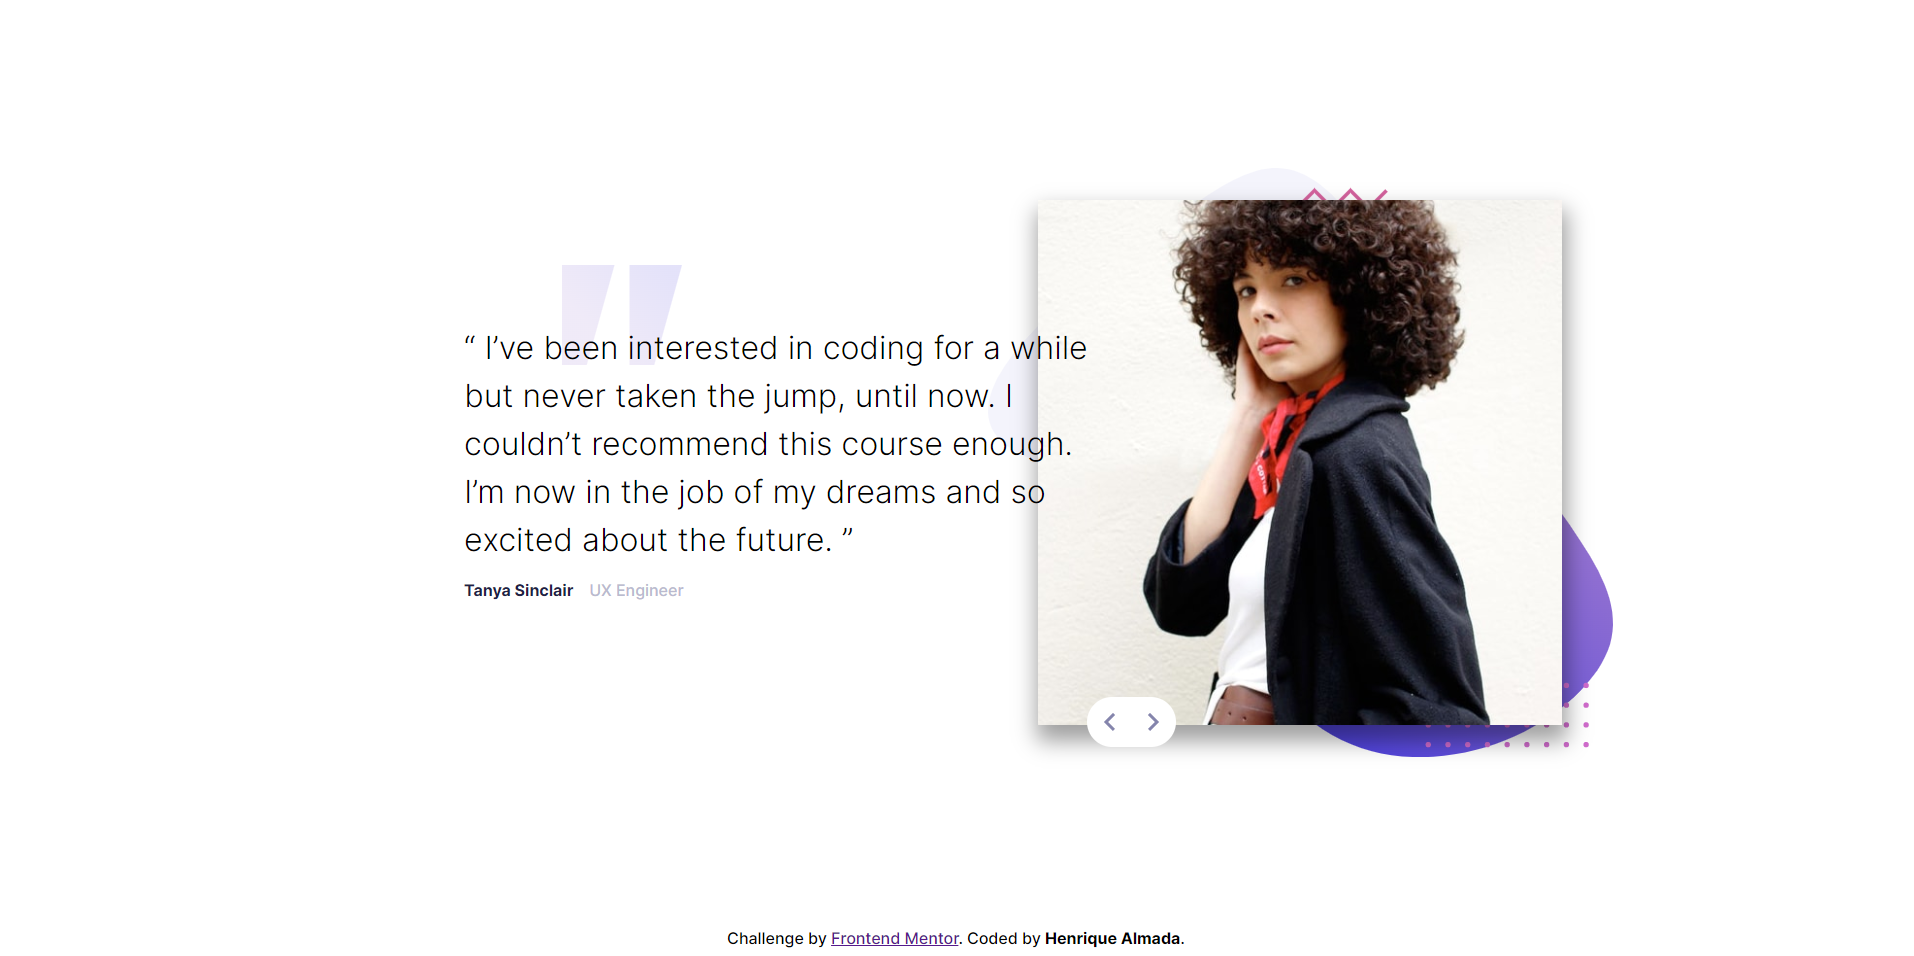 “ I’ve been interested in coding for a while
but never taken the jump, until now. I
couldn’t recommend this course enough.
I’m now in the job of my dreams and so
excited about the future. ”
Tanya Sinclair UX Engineer
Challenge by Frontend Mentor. Coded by Henrique Almada.